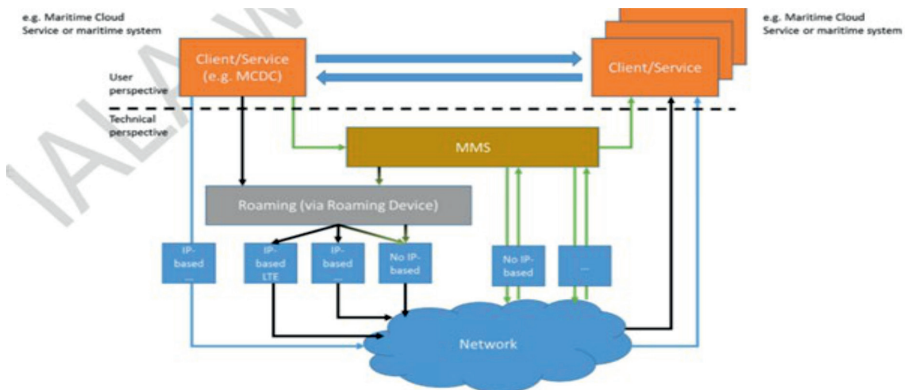 e.g. Maritime Cloud
Service or maritime system
e.g. Maritime Cloud
Service or maritime system
Client/Service
(e.g. MCDC)
Client/Service
User
perspective
Technical
perspective
MMS
Roaming (via Roaming Device)
IP-
based
...
IP-
based
LTE
IP-
based
...
No IP-
based
No IP-
based
...
Network
IALA